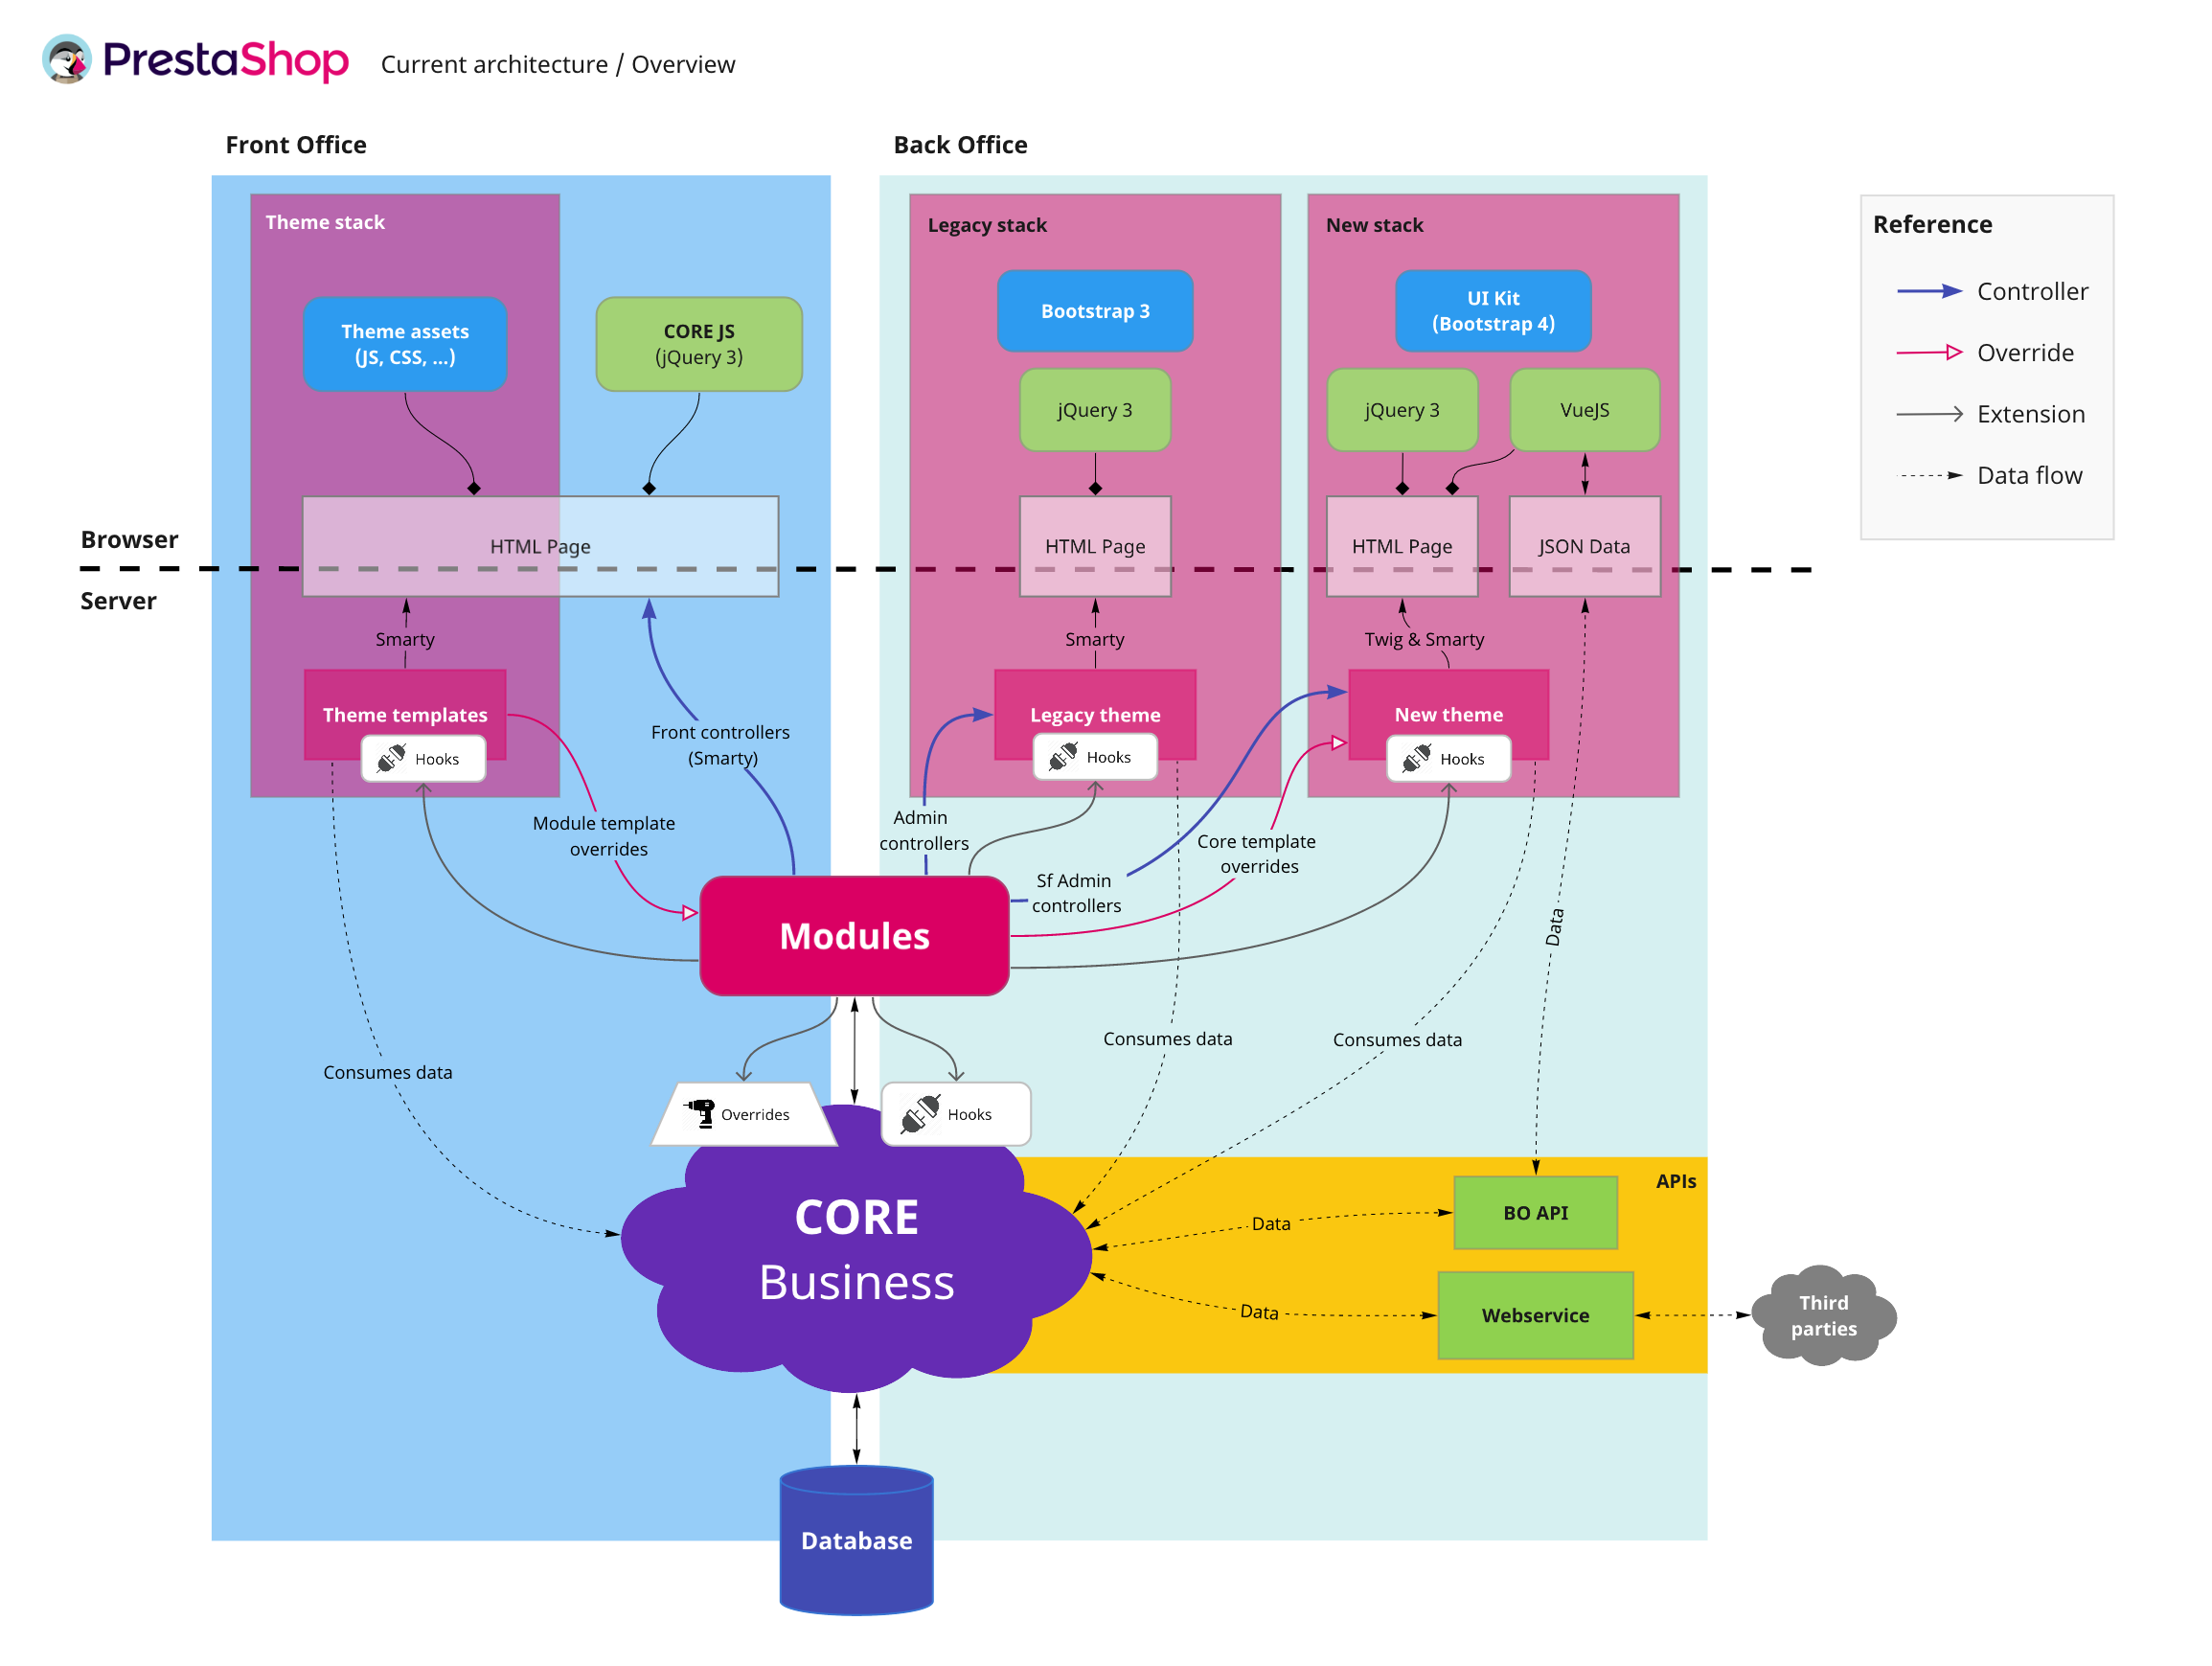 PrestaShop
Current architecture / Overview
Front Office
Back Office
Theme stack
Theme assets
(JS, CSS, ...)
CORE JS
(jQuery 3)
HTML Page
Smarty
Theme templates
Hooks
Front controllers
(Smarty)
Module template
overrides
Legacy stack
Bootstrap 3
jQuery 3
HTML Page
Smarty
Legacy theme
Hooks
New stack
UI Kit
(Bootstrap 4)
jQuery 3
VueJS
HTML Page
JSON Data
Twig & Smarty
New theme
Hooks
Reference
Controller
Override
Extension
Data flow
Browser
Server
Admin
controllers
Sf Admin
controllers
Core template
overrides
Modules
Data
Consumes data
Consumes data
Consumes data
Overrides
Hooks
CORE
Business
APIs
BO API
Data
Data
Webservice
Third
parties
Database